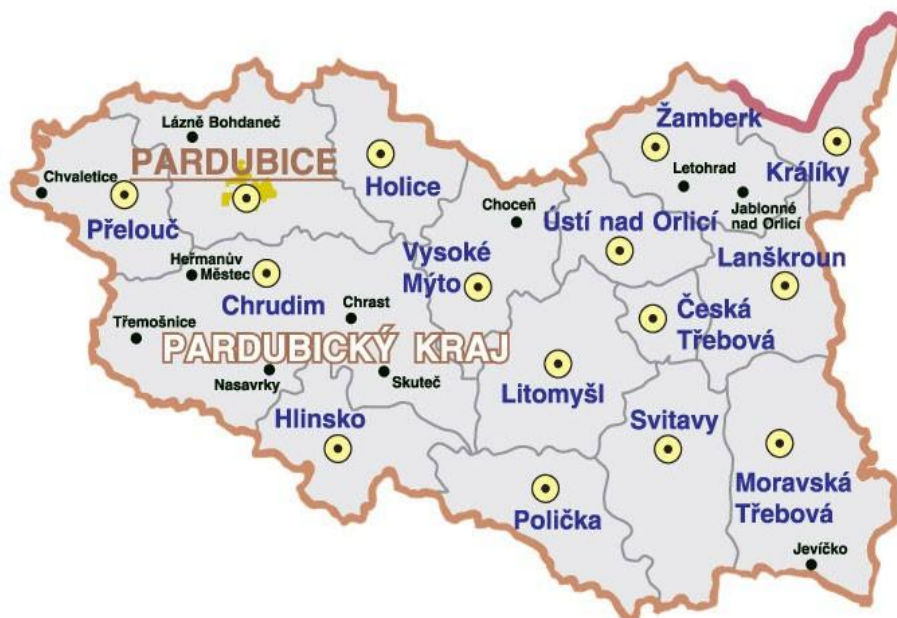 Žamberk
Lázně Bohdaneč
PARDUBICE
Holice
Králíky
Chvaletice
Letohrad
Přelouč
Choceň
Ústí nad Orlicí
Jablonné
nad Orlicí
Vysoké
Mýto
Lanškroun
Heřmanův
Městec
Chrudim
Chrast
Česká
Třebová
Třemošnice
PARDUBICKÝ KRAJ
Nasavrky
Skuteč
Litomyšl
Hlinsko
Svitavy
Moravská
Třebová
Polička
Jevíčko